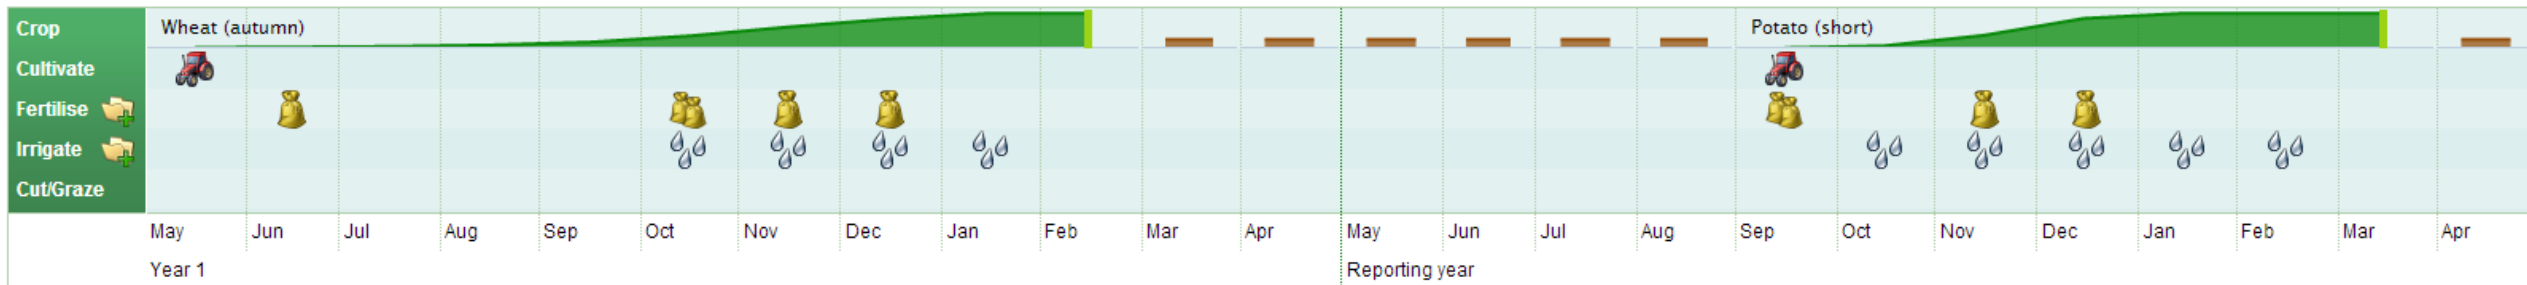 Crop
Wheat (autumn)
Potato (short)
Cultivate
Fertilise
Irrigate
Cut/Graze
May Jun Jul Aug Sep Oct Nov Dec Jan Feb Mar Apr May Jun Jul Aug Sep Oct Nov Dec Jan Feb Mar Apr
Year 1 Reporting year